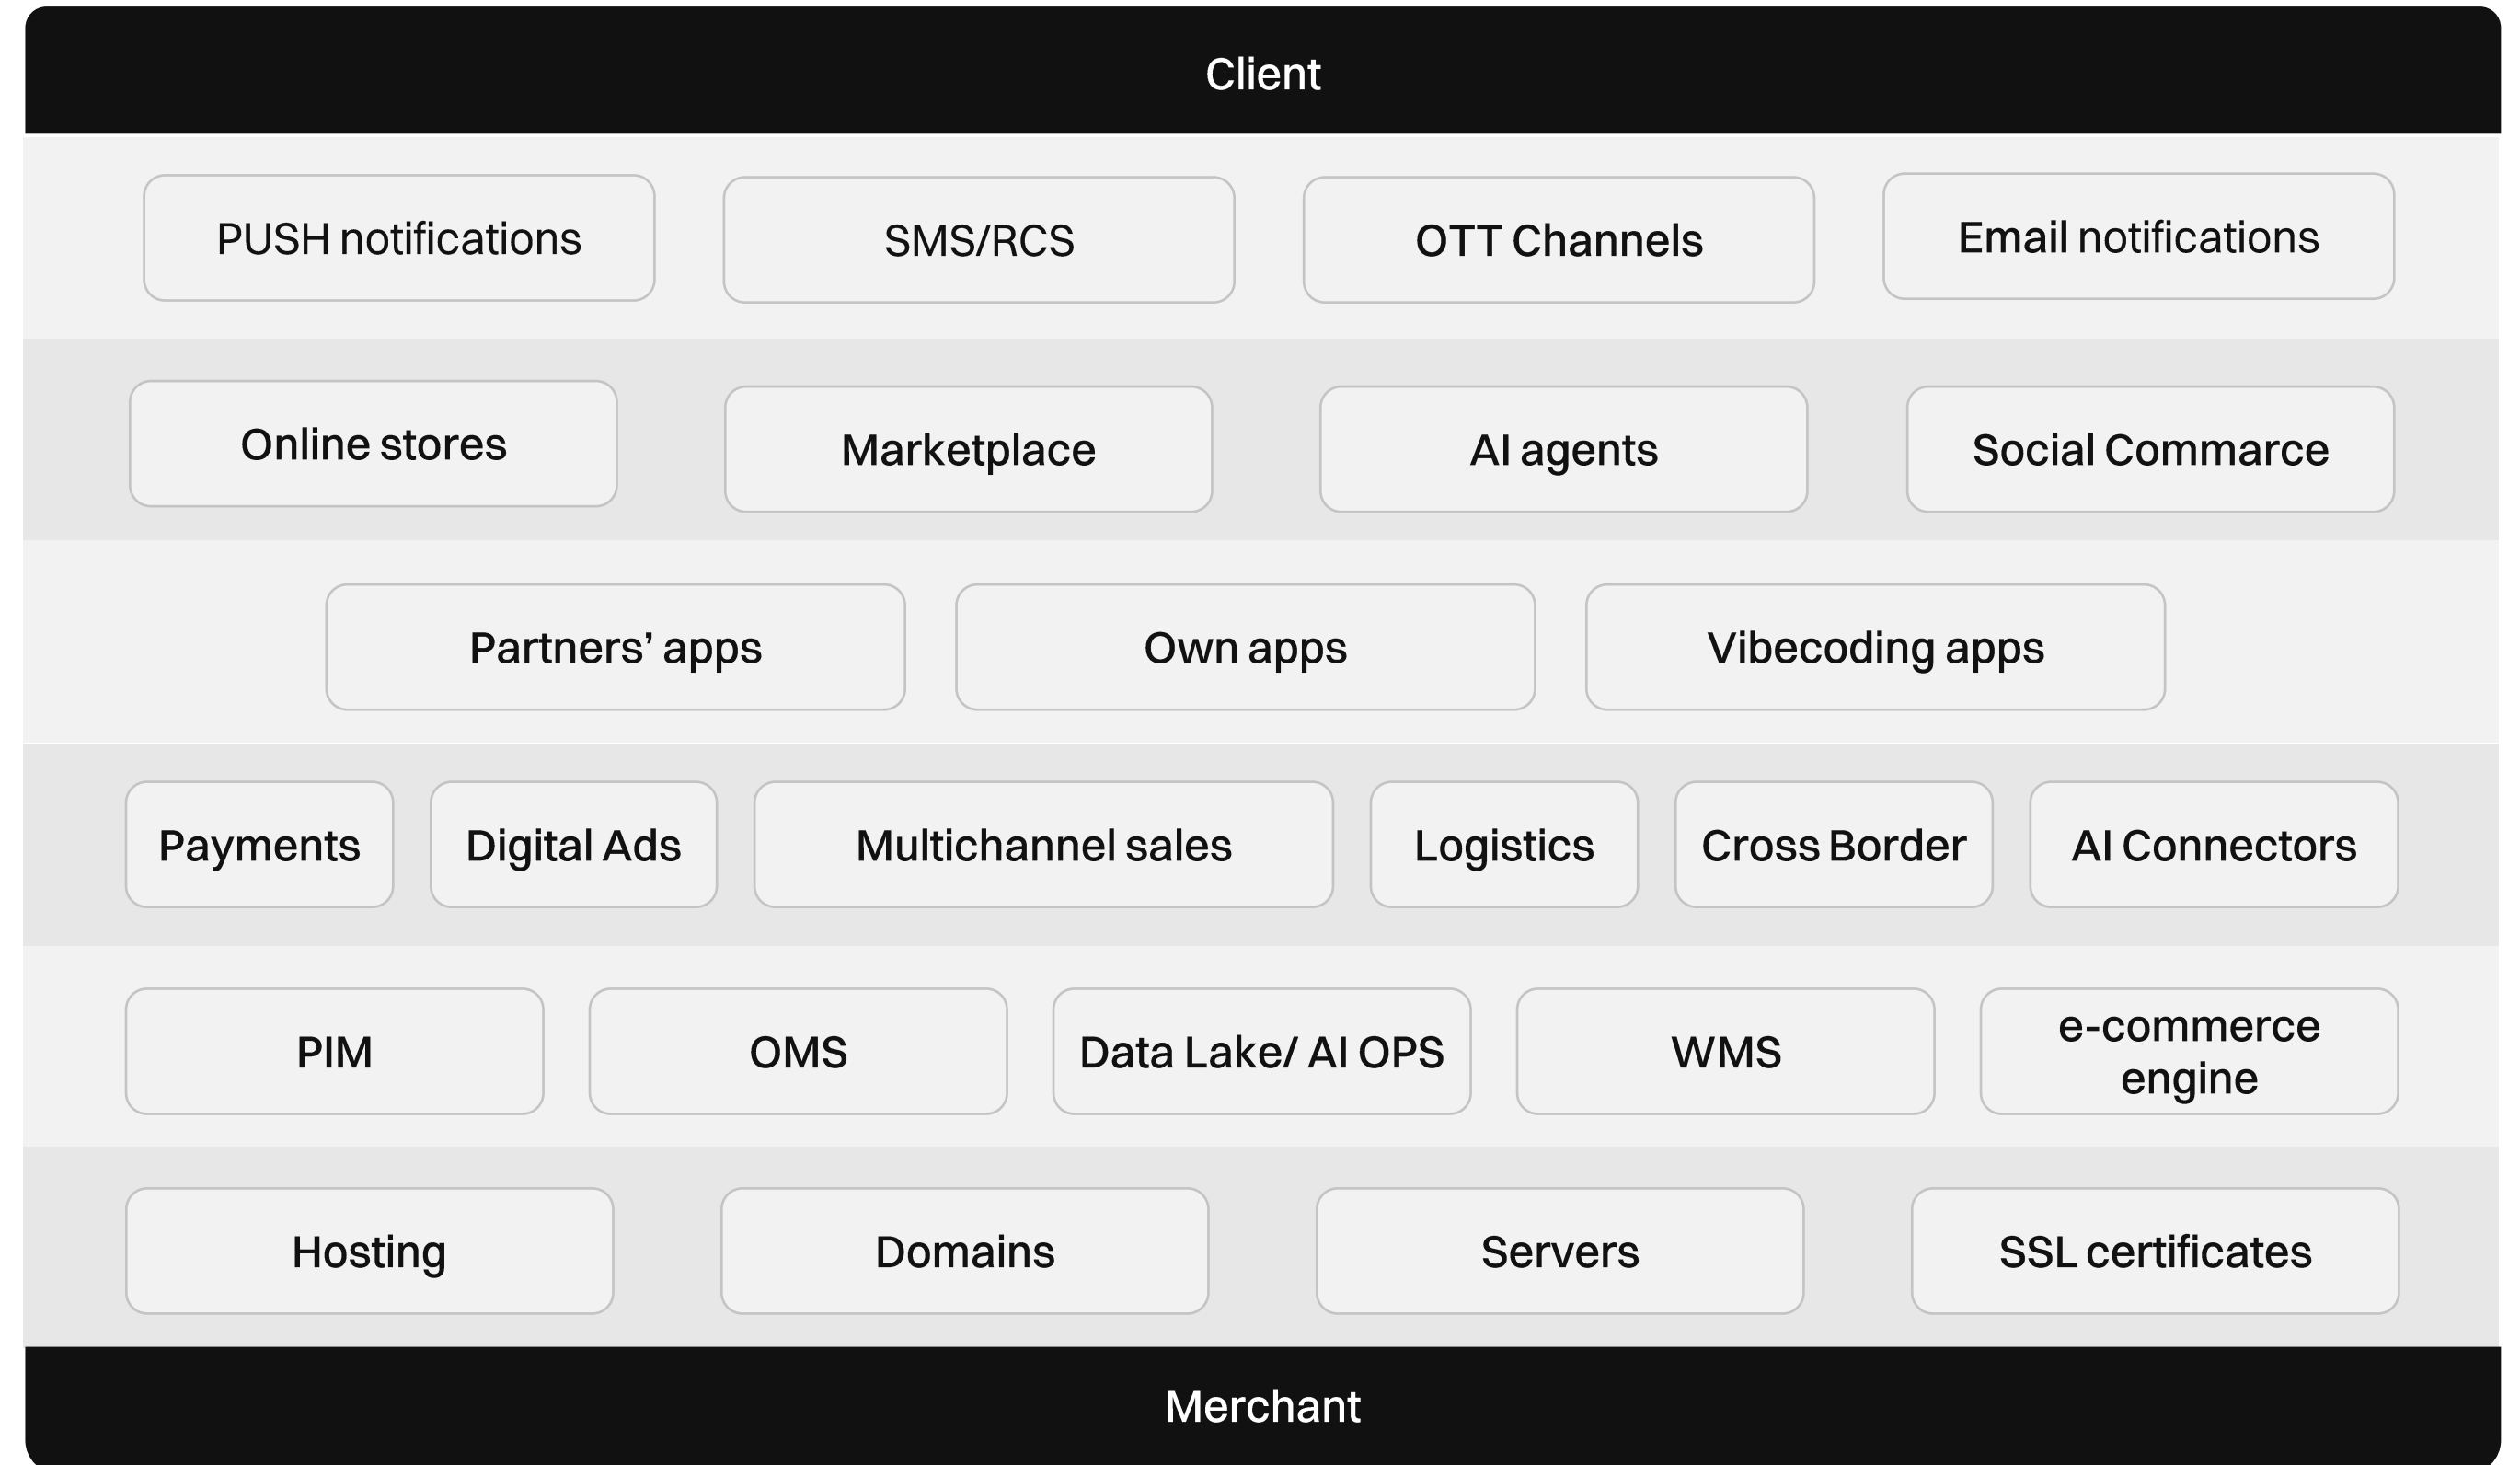 Client
PUSH notifications
SMS/RCS
OTT Channels
Email notifications
Online stores
Marketplace
AI agents
Social Commarce
Partners’ apps
Own apps
Vibecoding apps
Payments
Digital Ads
Multichannel sales
Logistics
Cross Border
AI Connectors
PIM
OMS
Data Lake/ AI OPS
WMS
e-commerce
engine
Hosting
Domains
Servers
SSL certificates
Merchant